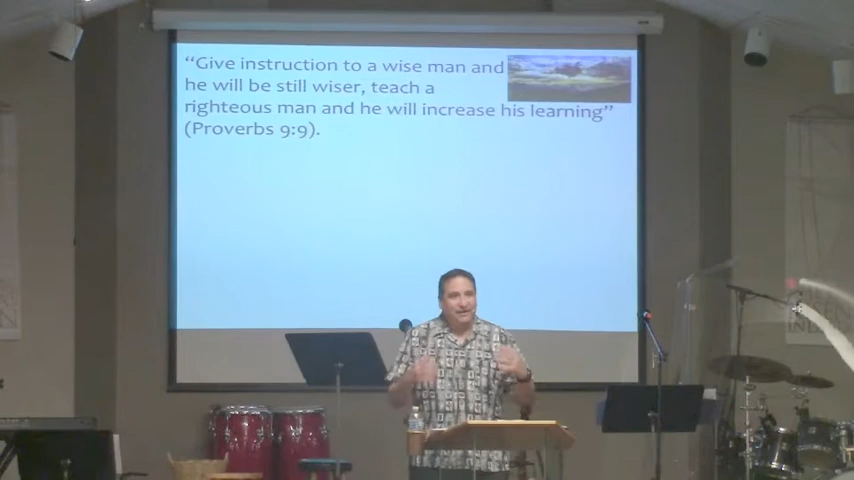 “Give instruction to a wise man and
he will be still wiser, teach a
righteous man and he will increase his learning”
(Proverbs 9:9).